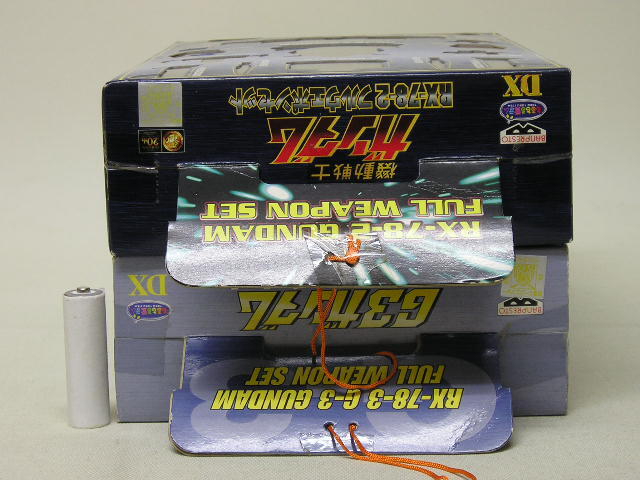 DX
RX-78-2 フルウェポンセット
BANPRESTO
ガンダム
機動戦士
20th
RX-78-2 GUNDAM
FULL WEAPON SET
DX
G3ガンダム
BANPRESTO
RX-78-3 G-3 GUNDAM
FULL WEAPON SET